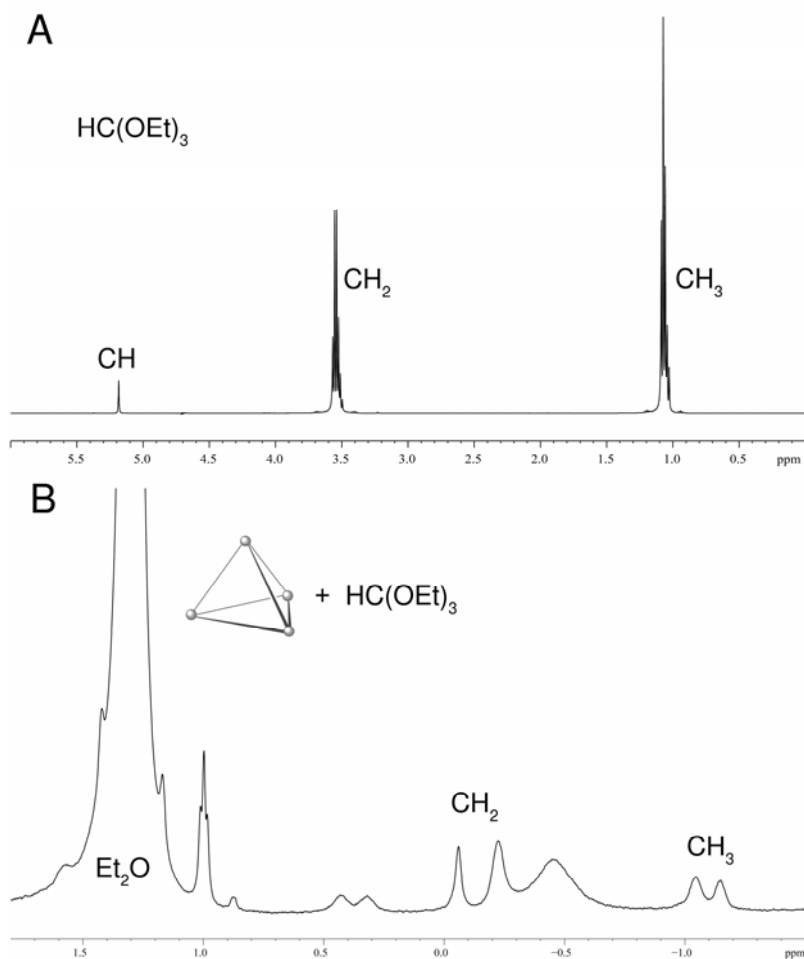 A
HC(OEt)₃
CH₂
CH₃
CH
5.5 5.0 4.5 4.0 3.5 3.0 2.5 2.0 1.5 1.0 0.5 ppm
B
+ HC(OEt)₃
CH₂
CH₃
Et₂O
1.5 1.0 0.5 0.0 −0.5 −1.0 ppm